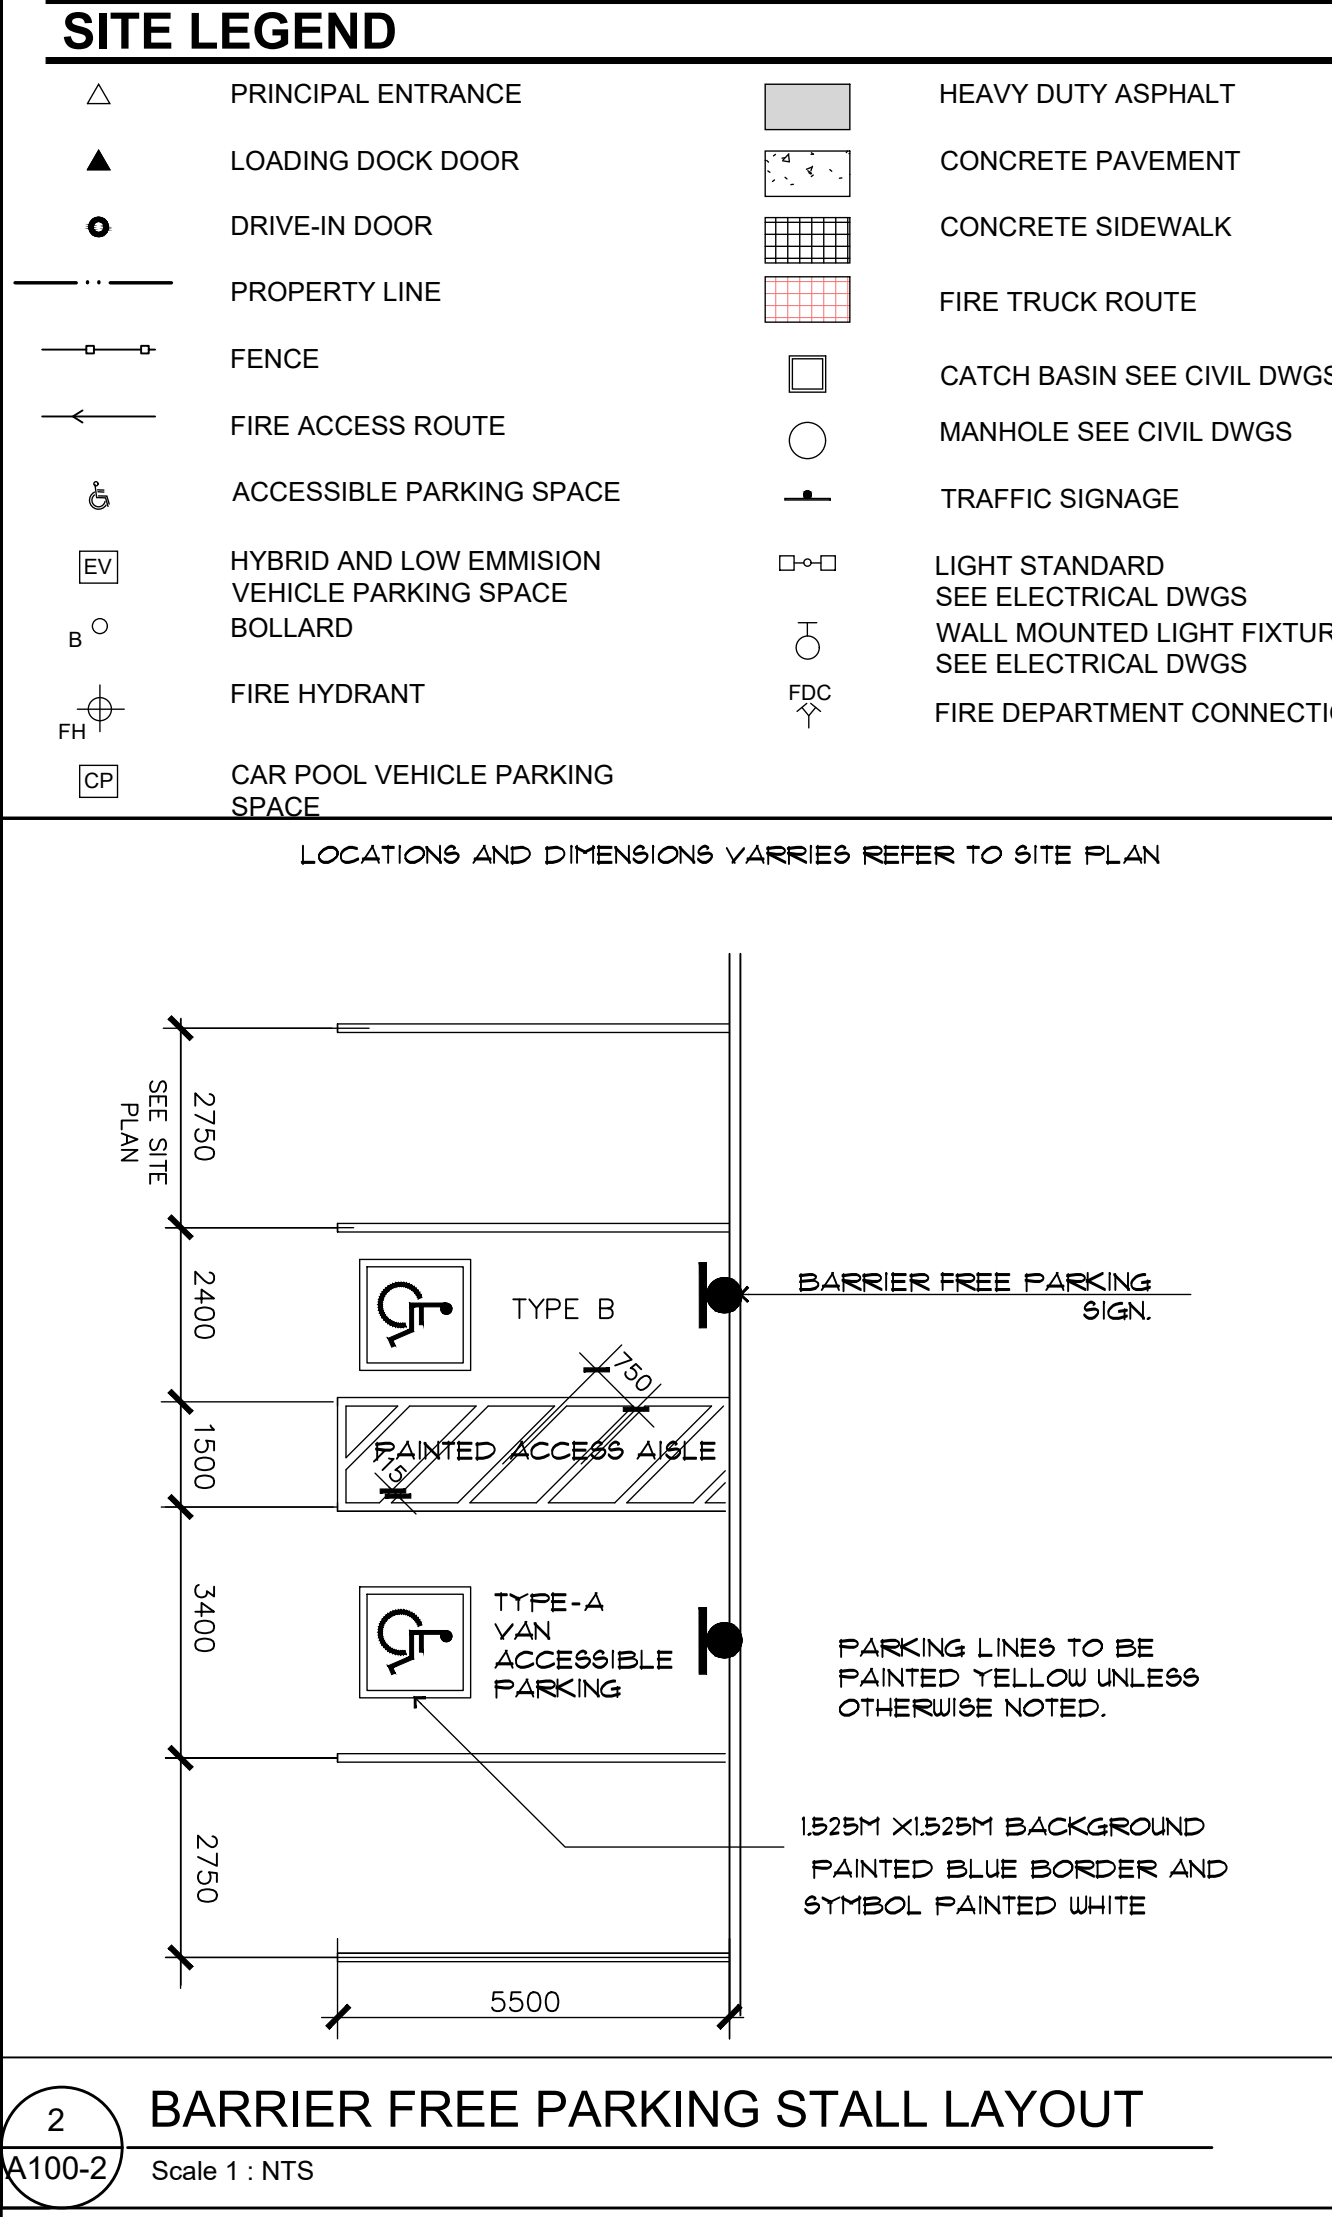 SITE LEGEND
PRINCIPAL ENTRANCE
LOADING DOCK DOOR
DRIVE-IN DOOR
PROPERTY LINE
FENCE
FIRE ACCESS ROUTE
ACCESSIBLE PARKING SPACE
EV
HYBRID AND LOW EMMISION
VEHICLE PARKING SPACE
B
BOLLARD
FH
FIRE HYDRANT
CP
CAR POOL VEHICLE PARKING
SPACE
HEAVY DUTY ASPHALT
CONCRETE PAVEMENT
CONCRETE SIDEWALK
FIRE TRUCK ROUTE
CATCH BASIN SEE CIVIL DWGS
MANHOLE SEE CIVIL DWGS
TRAFFIC SIGNAGE
LIGHT STANDARD
SEE ELECTRICAL DWGS
WALL MOUNTED LIGHT FIXTUR
SEE ELECTRICAL DWGS
FDC
FIRE DEPARTMENT CONNECTI
LOCATIONS AND DIMENSIONS VARRIES REFER TO SITE PLAN
2750
SEE SITE
PLAN
2400
1500
3400
2750
TYPE B
750
PAINTED ACCESS AISLE
115
TYPE-A
VAN
ACCESSIBLE
PARKING
BARRIER FREE PARKING
SIGN.
PARKING LINES TO BE
PAINTED YELLOW UNLESS
OTHERWISE NOTED.
1.525M X1.525M BACKGROUND
PAINTED BLUE BORDER AND
SYMBOL PAINTED WHITE
5500
2
A100-2
BARRIER FREE PARKING STALL LAYOUT
Scale 1 : NTS